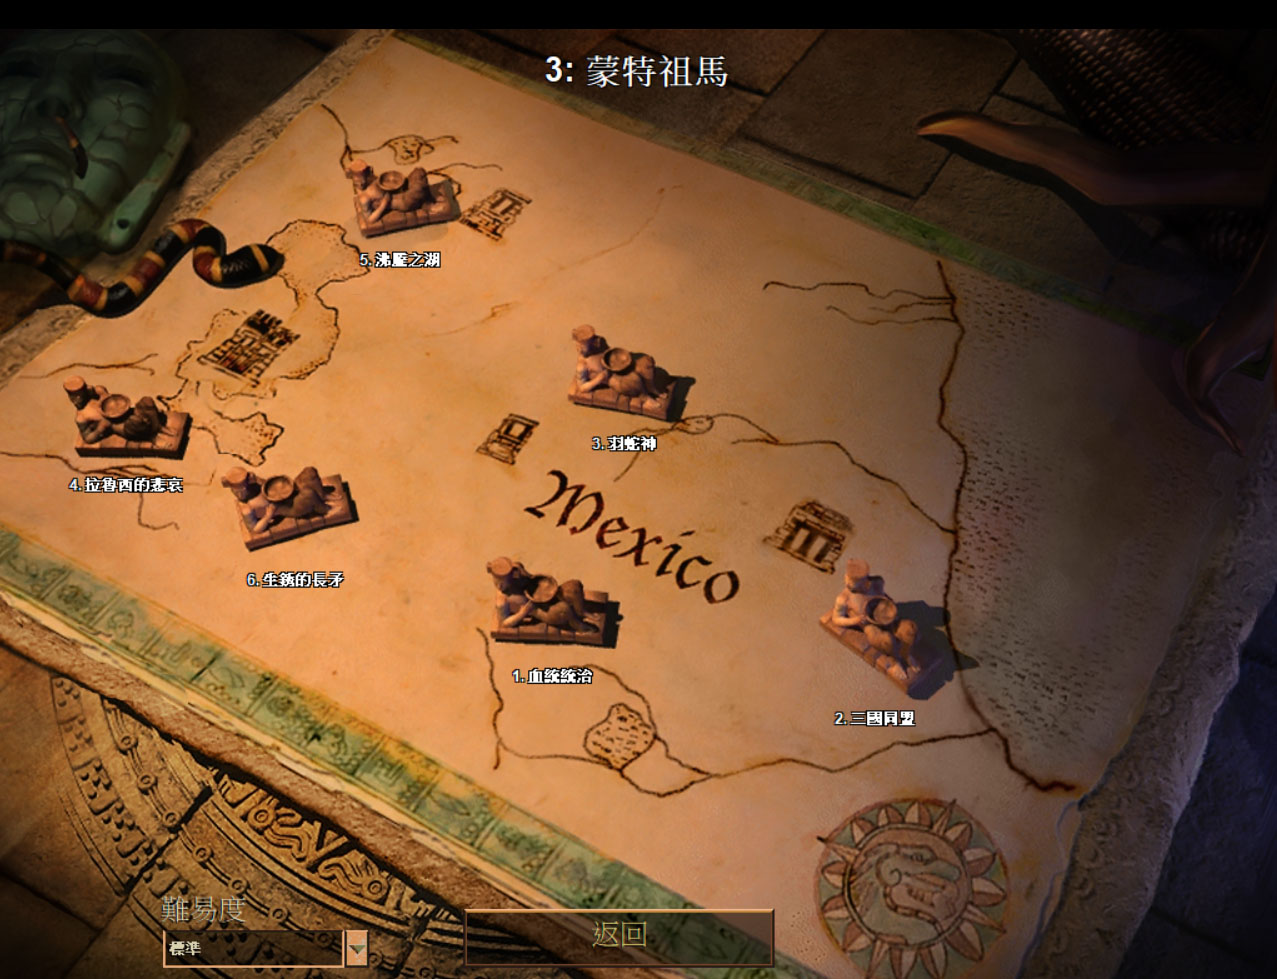 3: 蒙特祖馬
5. 沸騰之湖
3. 羽蛇神
4. 拉魯西的悲哀
Mexico
6. 生銹的長矛
1. 血統統治
2. 三國同盟
難易度
標準
返回